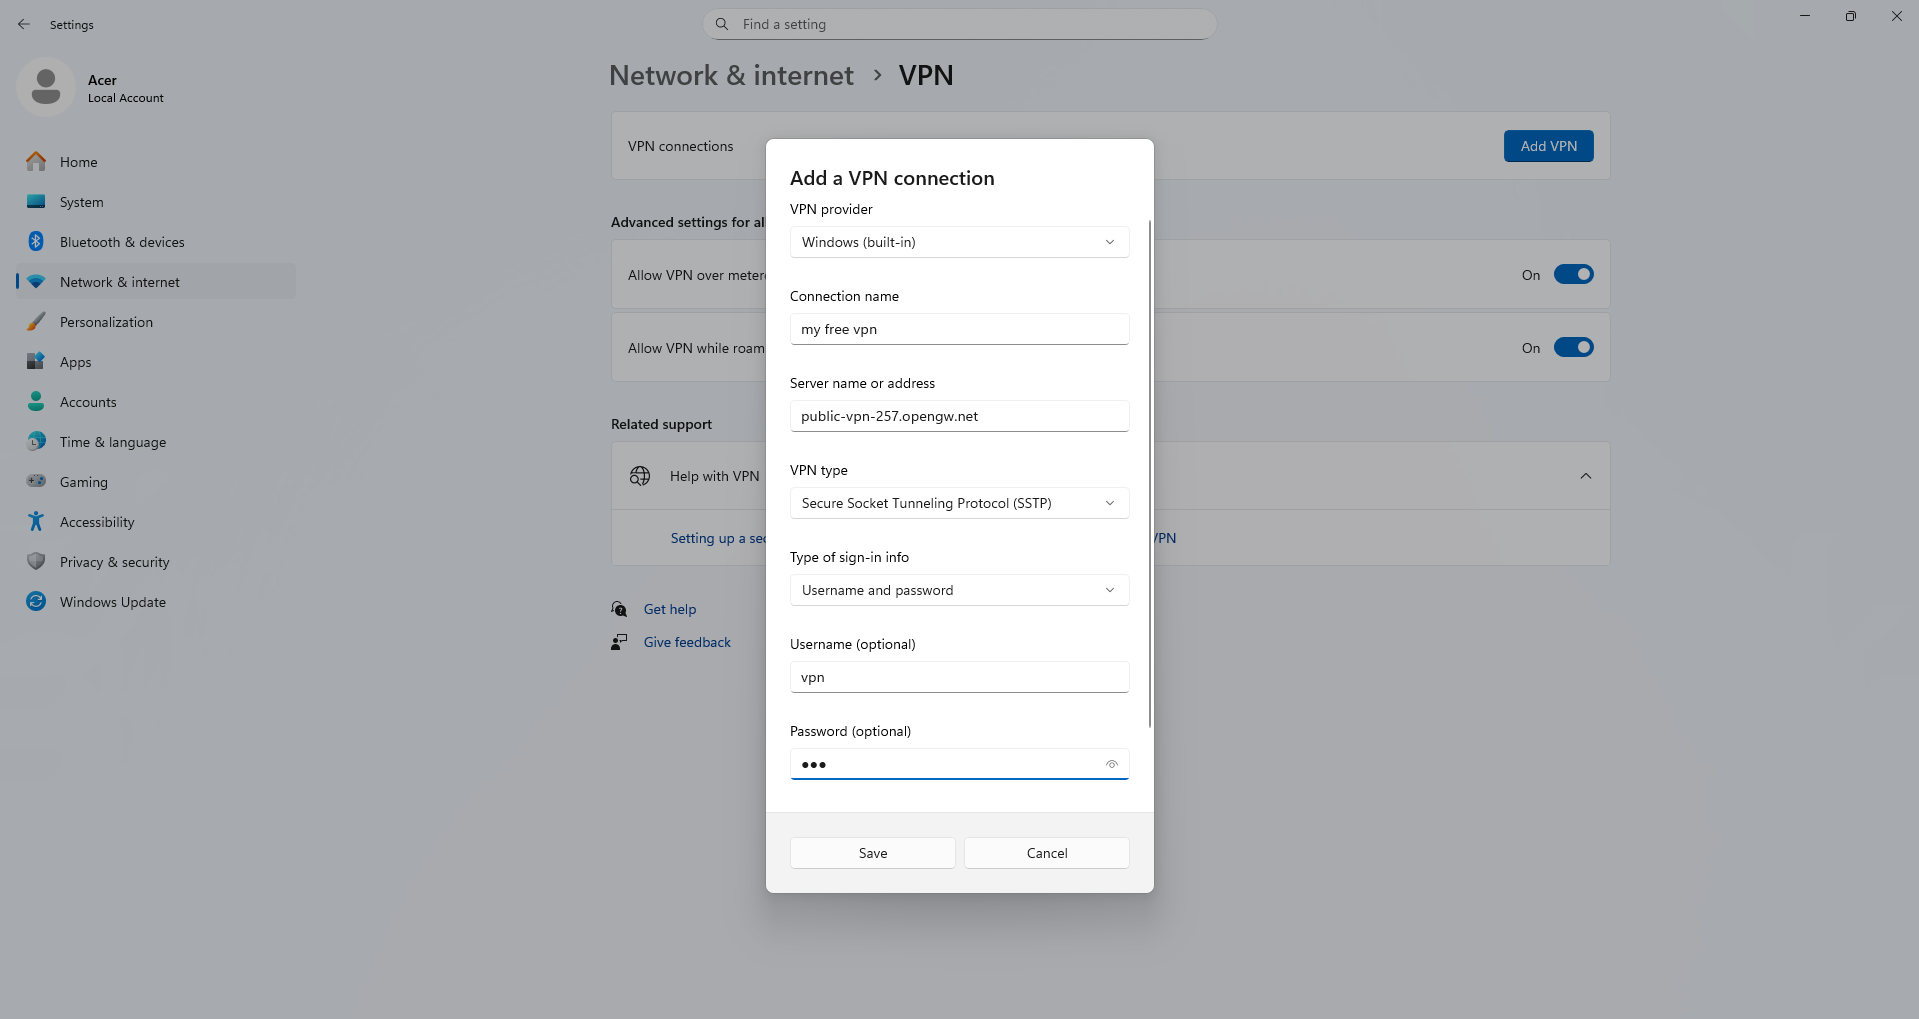 Settings
Find a setting
Acer
Local Account
Home
System
Bluetooth & devices
Network & internet
Personalization
Apps
Accounts
Time & language
Gaming
Accessibility
Privacy & security
Windows Update
Network & internet > VPN
VPN connections
Add VPN
Advanced settings for al
Allow VPN over meter
On
Allow VPN while roam
On
Related support
Help with VPN
Setting up a sec
VPN
Get help
Give feedback
Add a VPN connection
VPN provider
Windows (built-in)
Connection name
my free vpn
Server name or address
public-vpn-257.opengw.net
VPN type
Secure Socket Tunneling Protocol (SSTP)
Type of sign-in info
Username and password
Username (optional)
vpn
Password (optional)
●●●
Save
Cancel